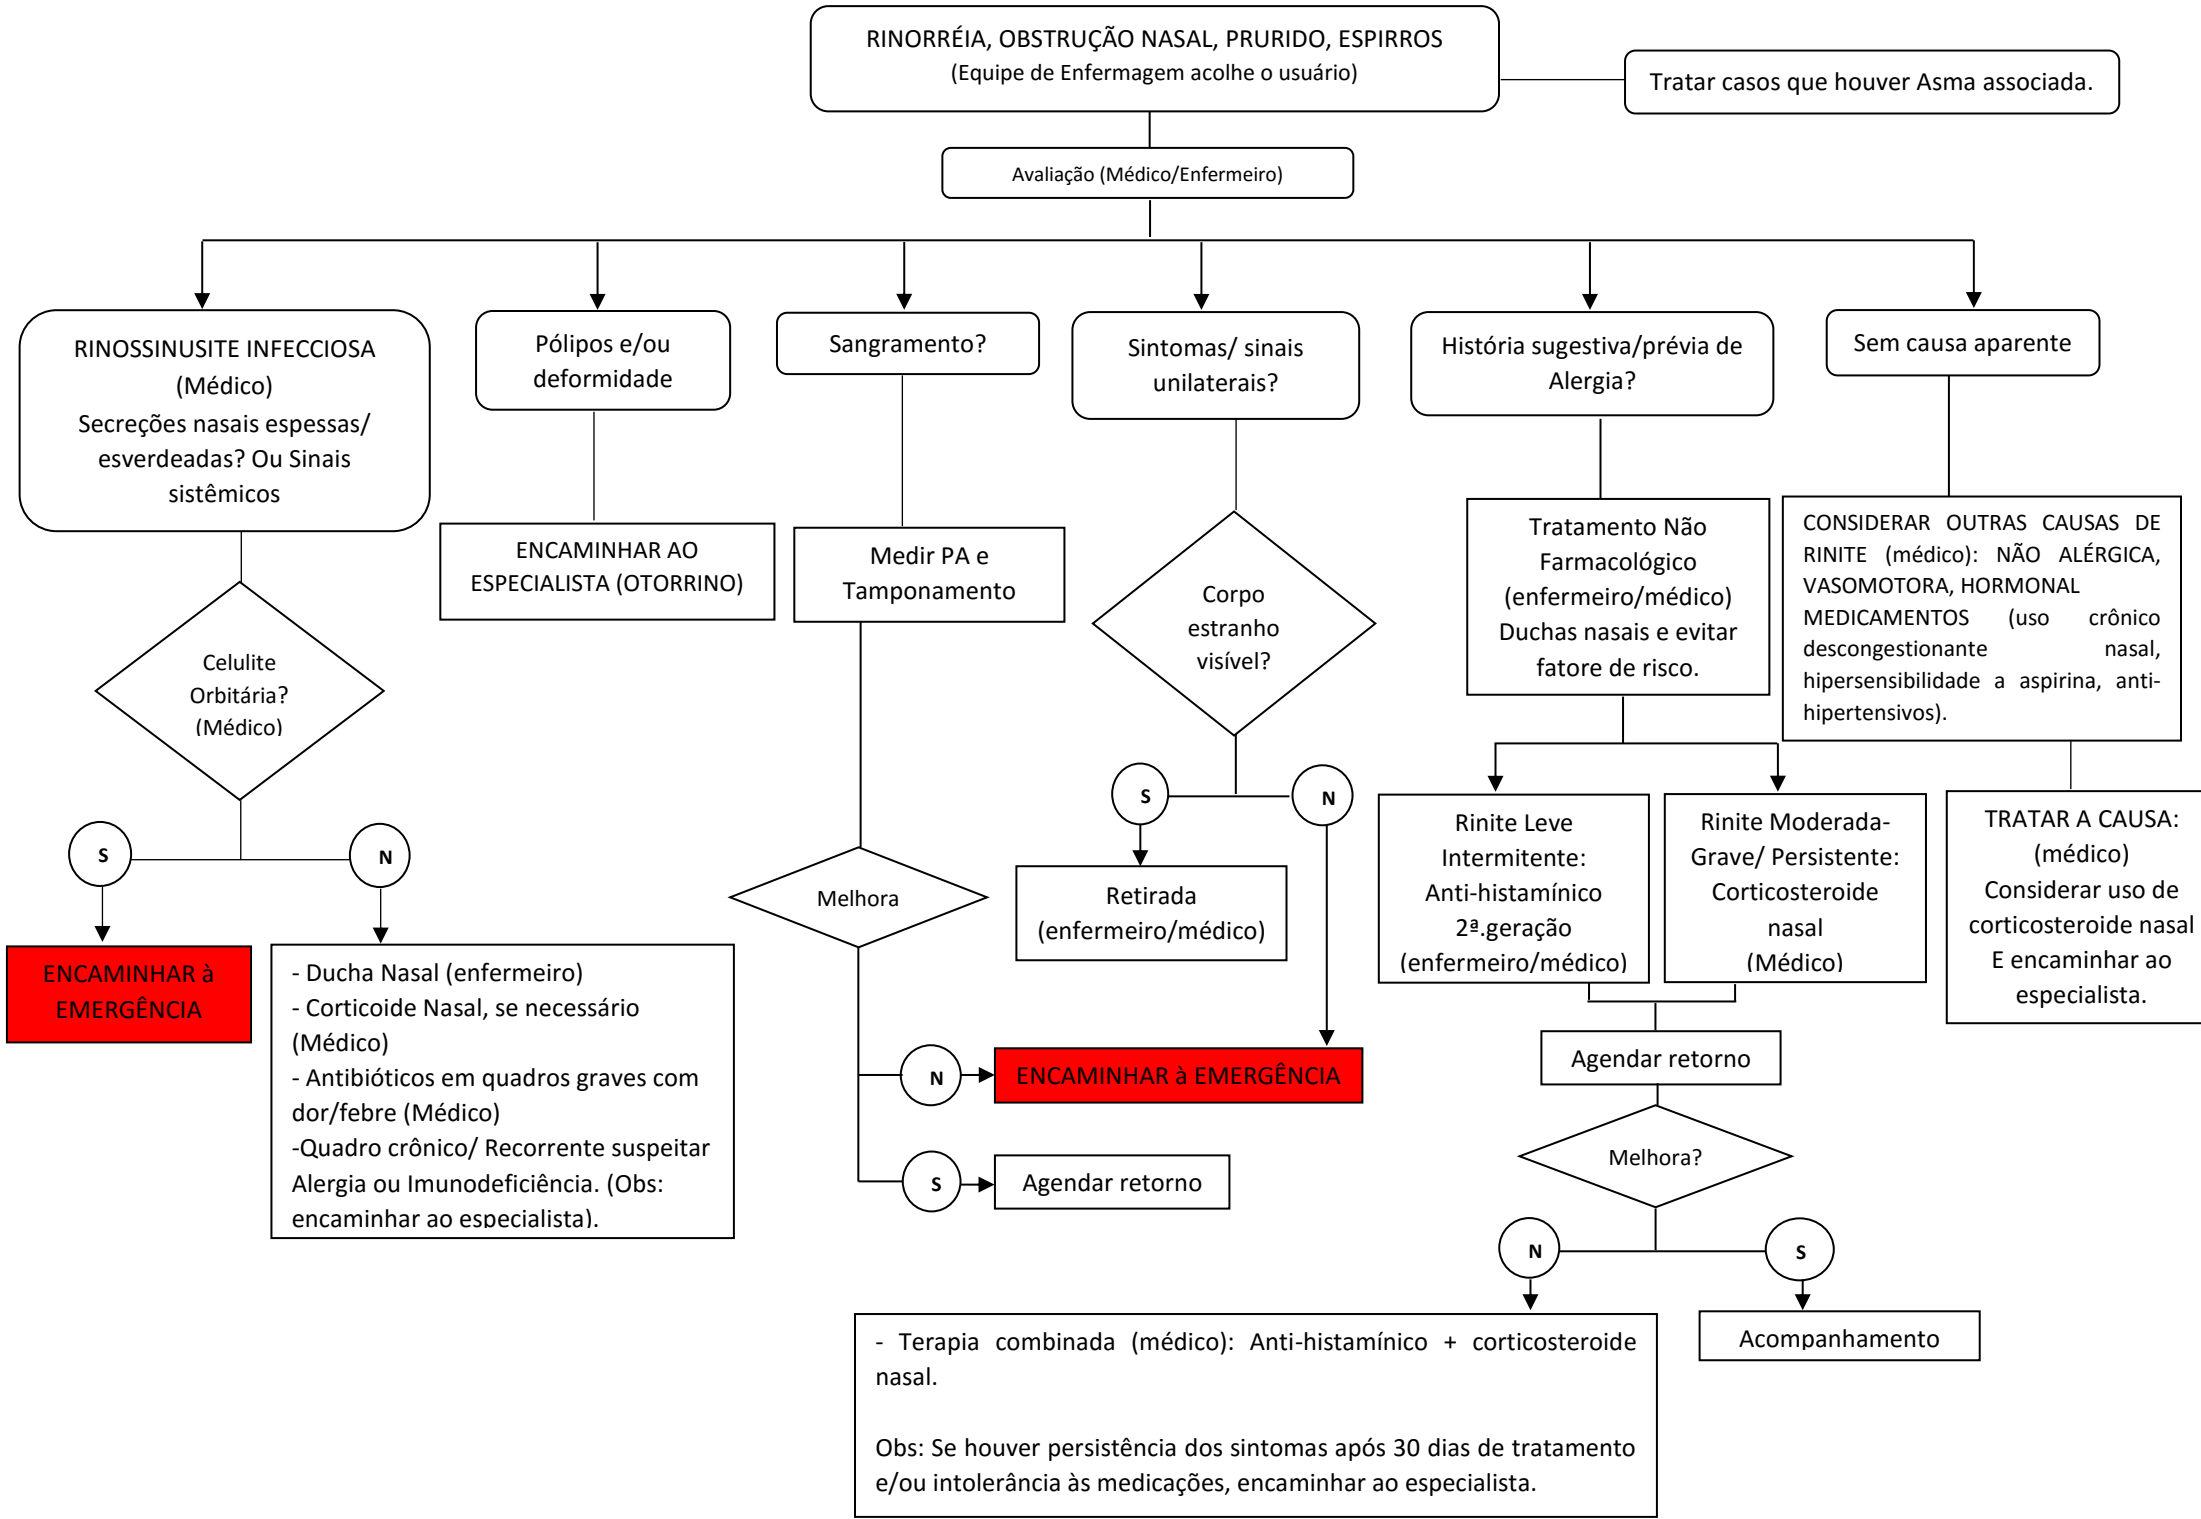 RINORRÉIA, OBSTRUÇÃO NASAL, PRURIDO, ESPIRROS
(Equipe de Enfermagem acolhe o usuário)
Tratar casos que houver Asma associada.
Avaliação (Médico/Enfermeiro)
RINOSSINUSITE INFECCIOSA
(Médico)
Secreções nasais espessas/
esverdeadas? Ou Sinais
sistêmicos
Pólipos e/ou
deformidade
Sangramento?
Sintomas/ sinais
unilaterais?
História sugestiva/prévia de
Alergia?
Sem causa aparente
ENCAMINHAR AO
ESPECIALISTA (OTORRINO)
Medir PA e
Tamponamento
Corpo
estranho
visível?
Tratamento Não
Farmacológico
(enfermeiro/médico)
Duchas nasais e evitar
fatore de risco.
CONSIDERAR OUTRAS CAUSAS DE
RINITE (médico): NÃO ALÉRGICA,
VASOMOTORA, HORMONAL
MEDICAMENTOS (uso crônico
descongestionante nasal,
hipersensibilidade a aspirina, anti-
hipertensivos).
Celulite
Orbitária?
(Médico)
S
N
S
N
Rinite Leve
Intermitente:
Anti-histamínico
2ª.geração
(enfermeiro/médico)
Rinite Moderada-
Grave/ Persistente:
Corticosteroide
nasal
(Médico)
TRATAR A CAUSA:
(médico)
Considerar uso de
corticosteroide nasal
E encaminhar ao
especialista.
Melhora
Retirada
(enfermeiro/médico)
ENCAMINHAR à
EMERGÊNCIA
- Ducha Nasal (enfermeiro)
- Corticoide Nasal, se necessário
(Médico)
- Antibióticos em quadros graves com
dor/febre (Médico)
-Quadro crônico/ Recorrente suspeitar
Alergia ou Imunodeficiência. (Obs:
encaminhar ao especialista).
N
ENCAMINHAR à EMERGÊNCIA
S
Agendar retorno
Agendar retorno
Melhora?
N
S
- Terapia combinada (médico): Anti-histamínico + corticosteroide
nasal.
Obs: Se houver persistência dos sintomas após 30 dias de tratamento
e/ou intolerância às medicações, encaminhar ao especialista.
Acompanhamento